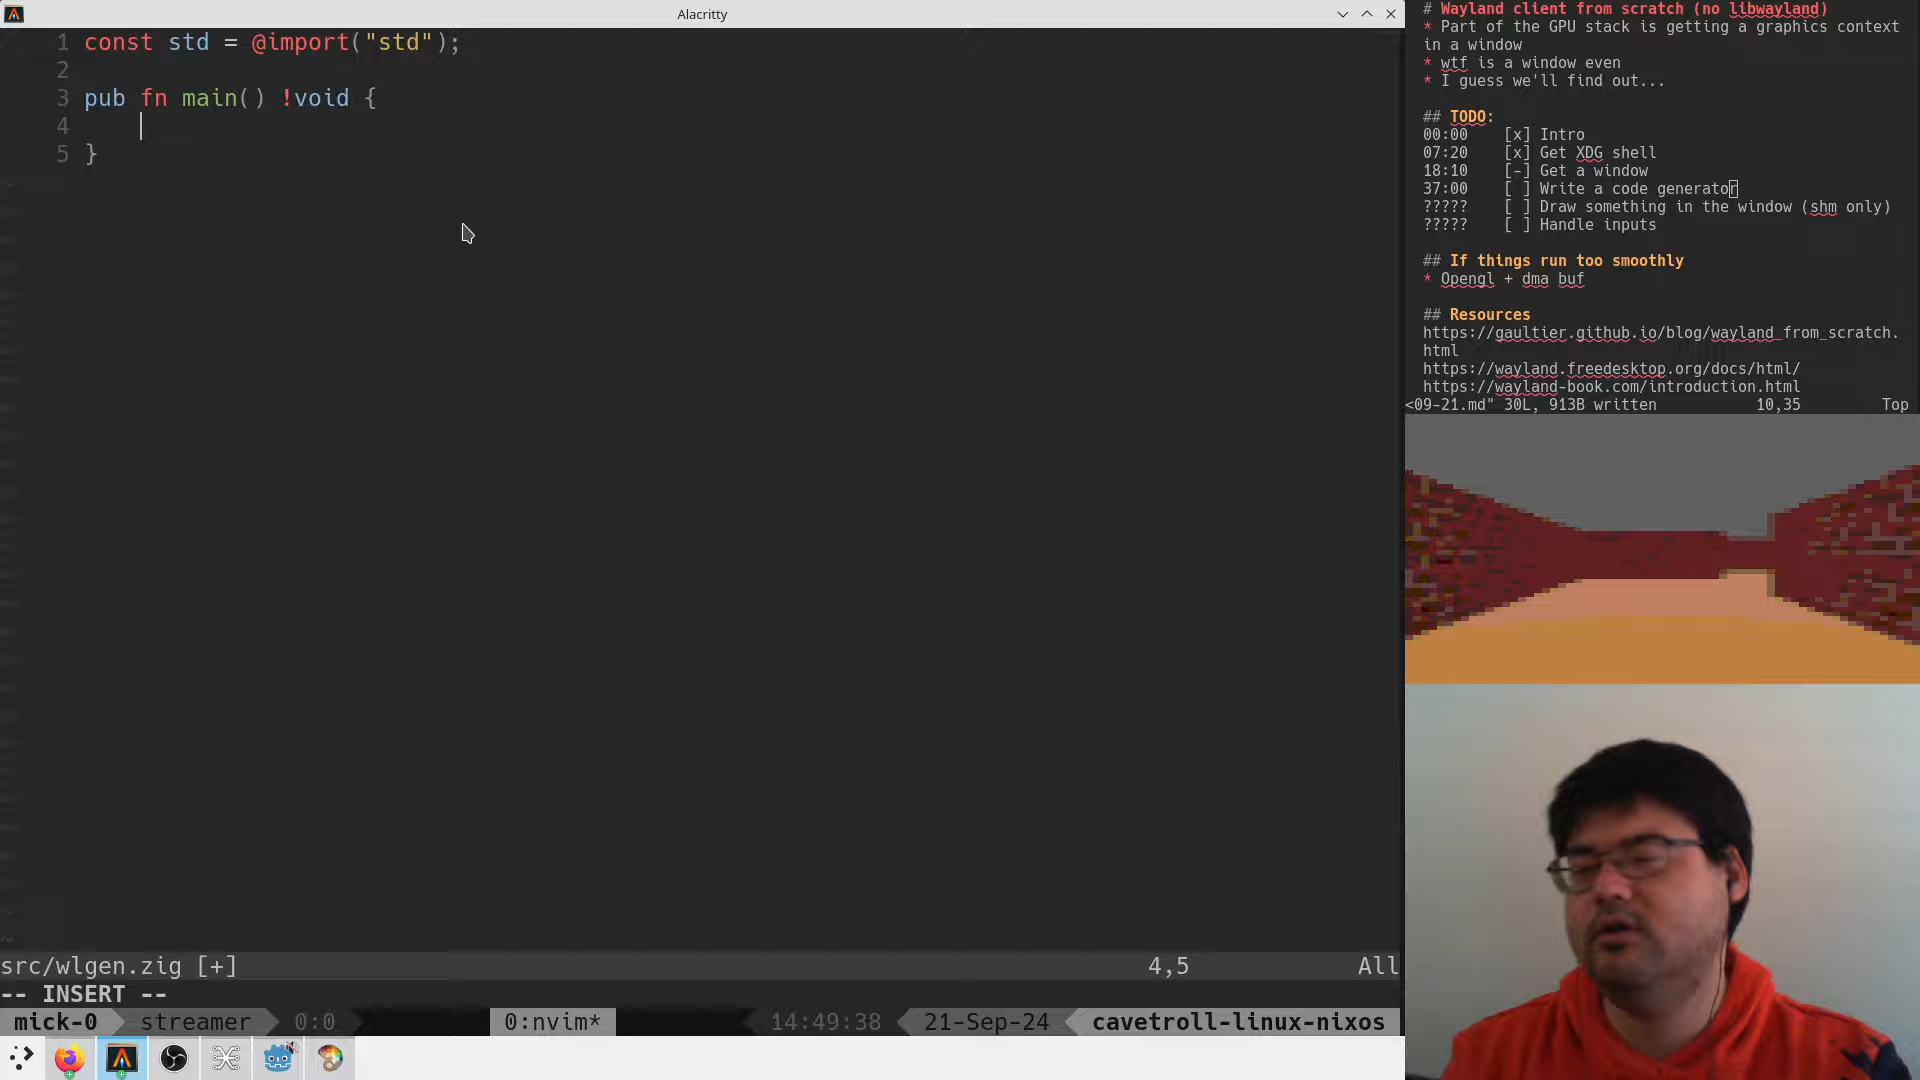 Alacritty
1 const std = @import("std");
2
3 pub fn main() !void {
4
5 }
src/wlgen.zig [+] 4,5 All
-- INSERT --
mick-0 streamer 0:0 0:nvim* 14:49:38 21-Sep-24 cavetroll-linux-nixos
# Wayland client from scratch (no libwayland)
* Part of the GPU stack is getting a graphics context
in a window
* wtf is a window even
* I guess we'll find out...
## TODO:
00:00 [x] Intro
07:20 [x] Get XDG shell
18:10 [-] Get a window
37:00 [ ] Write a code generator
????? [ ] Draw something in the window (shm only)
????? [ ] Handle inputs
## If things run too smoothly
* Opengl + dma buf
## Resources
https://gaultier.github.io/blog/wayland_from_scratch.
html
https://wayland.freedesktop.org/docs/html/
https://wayland-book.com/introduction.html
<09-21.md" 30L, 913B written 10,35 Top